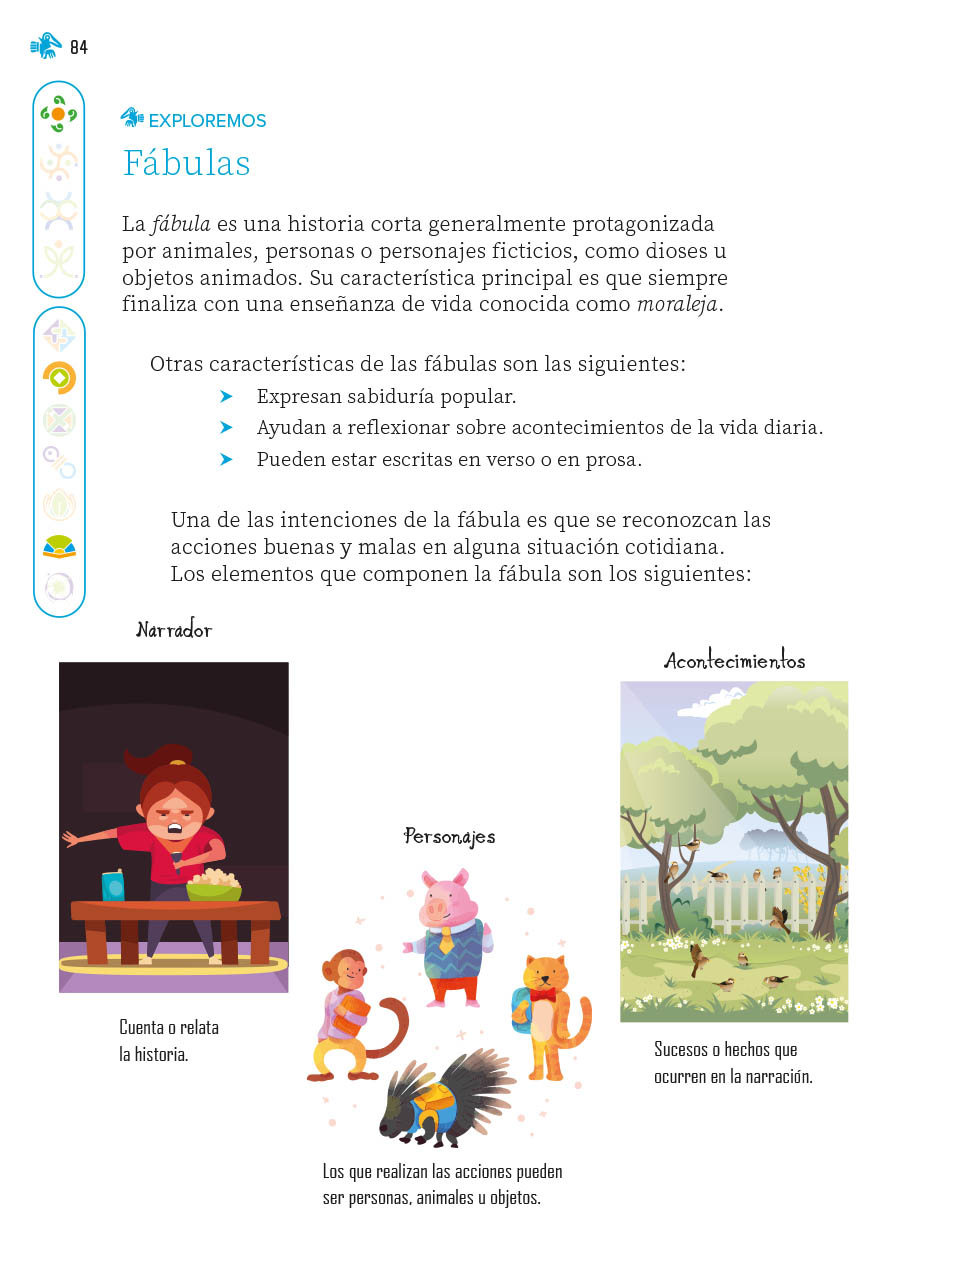 84
EXPLOREMOS
Fábulas
La fábula es una historia corta generalmente protagonizada
por animales, personas o personajes ficticios, como dioses u
objetos animados. Su característica principal es que siempre
finaliza con una enseñanza de vida conocida como moraleja.
Otras características de las fábulas son las siguientes:
➤ Expresan sabiduría popular.
➤ Ayudan a reflexionar sobre acontecimientos de la vida diaria.
➤ Pueden estar escritas en verso o en prosa.
Una de las intenciones de la fábula es que se reconozcan las
acciones buenas y malas en alguna situación cotidiana.
Los elementos que componen la fábula son los siguientes:
Narrador
Cuenta o relata
la historia.
Personajes
Los que realizan las acciones pueden
ser personas, animales u objetos.
Acontecimientos
Sucesos o hechos que
ocurren en la narración.